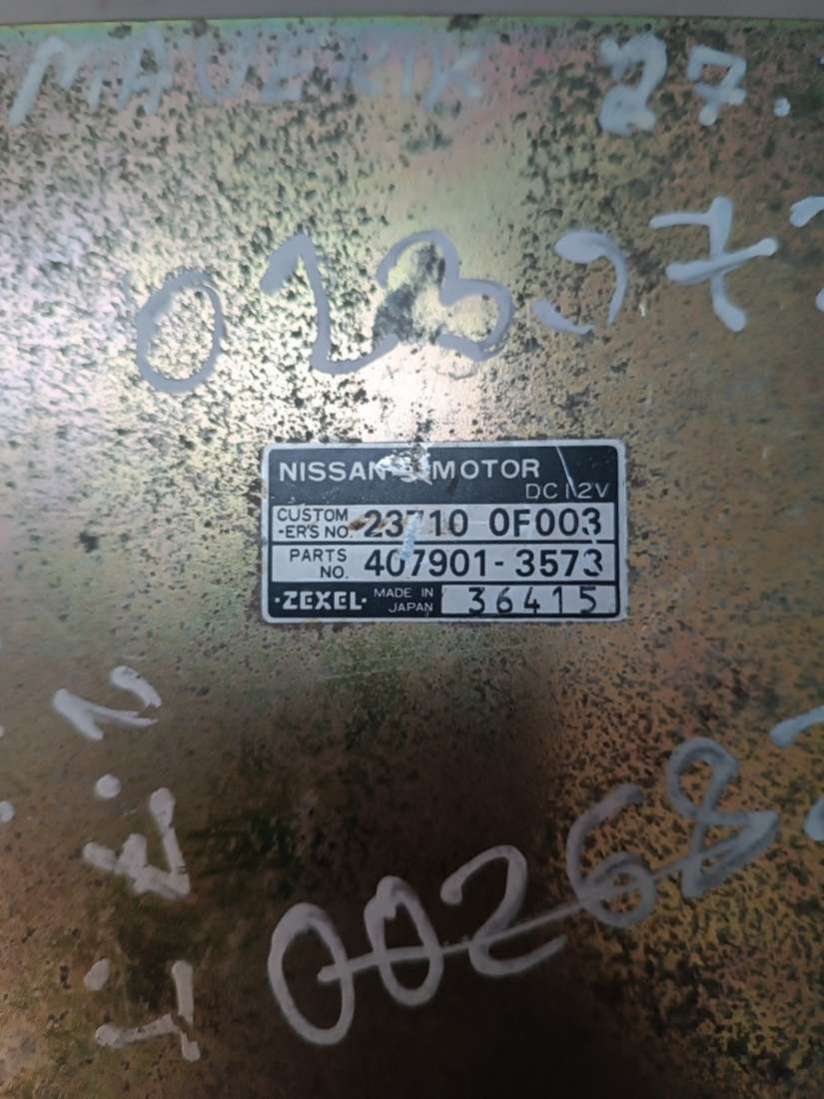 MAVERIK 27.
023977
NISSAN MOTOR
DC 12V
CUSTOM
-ER'S NO. 23710 0F003
PARTS
NO. 407901-3573
·ZEXEL· MADE IN
JAPAN 36415
00268